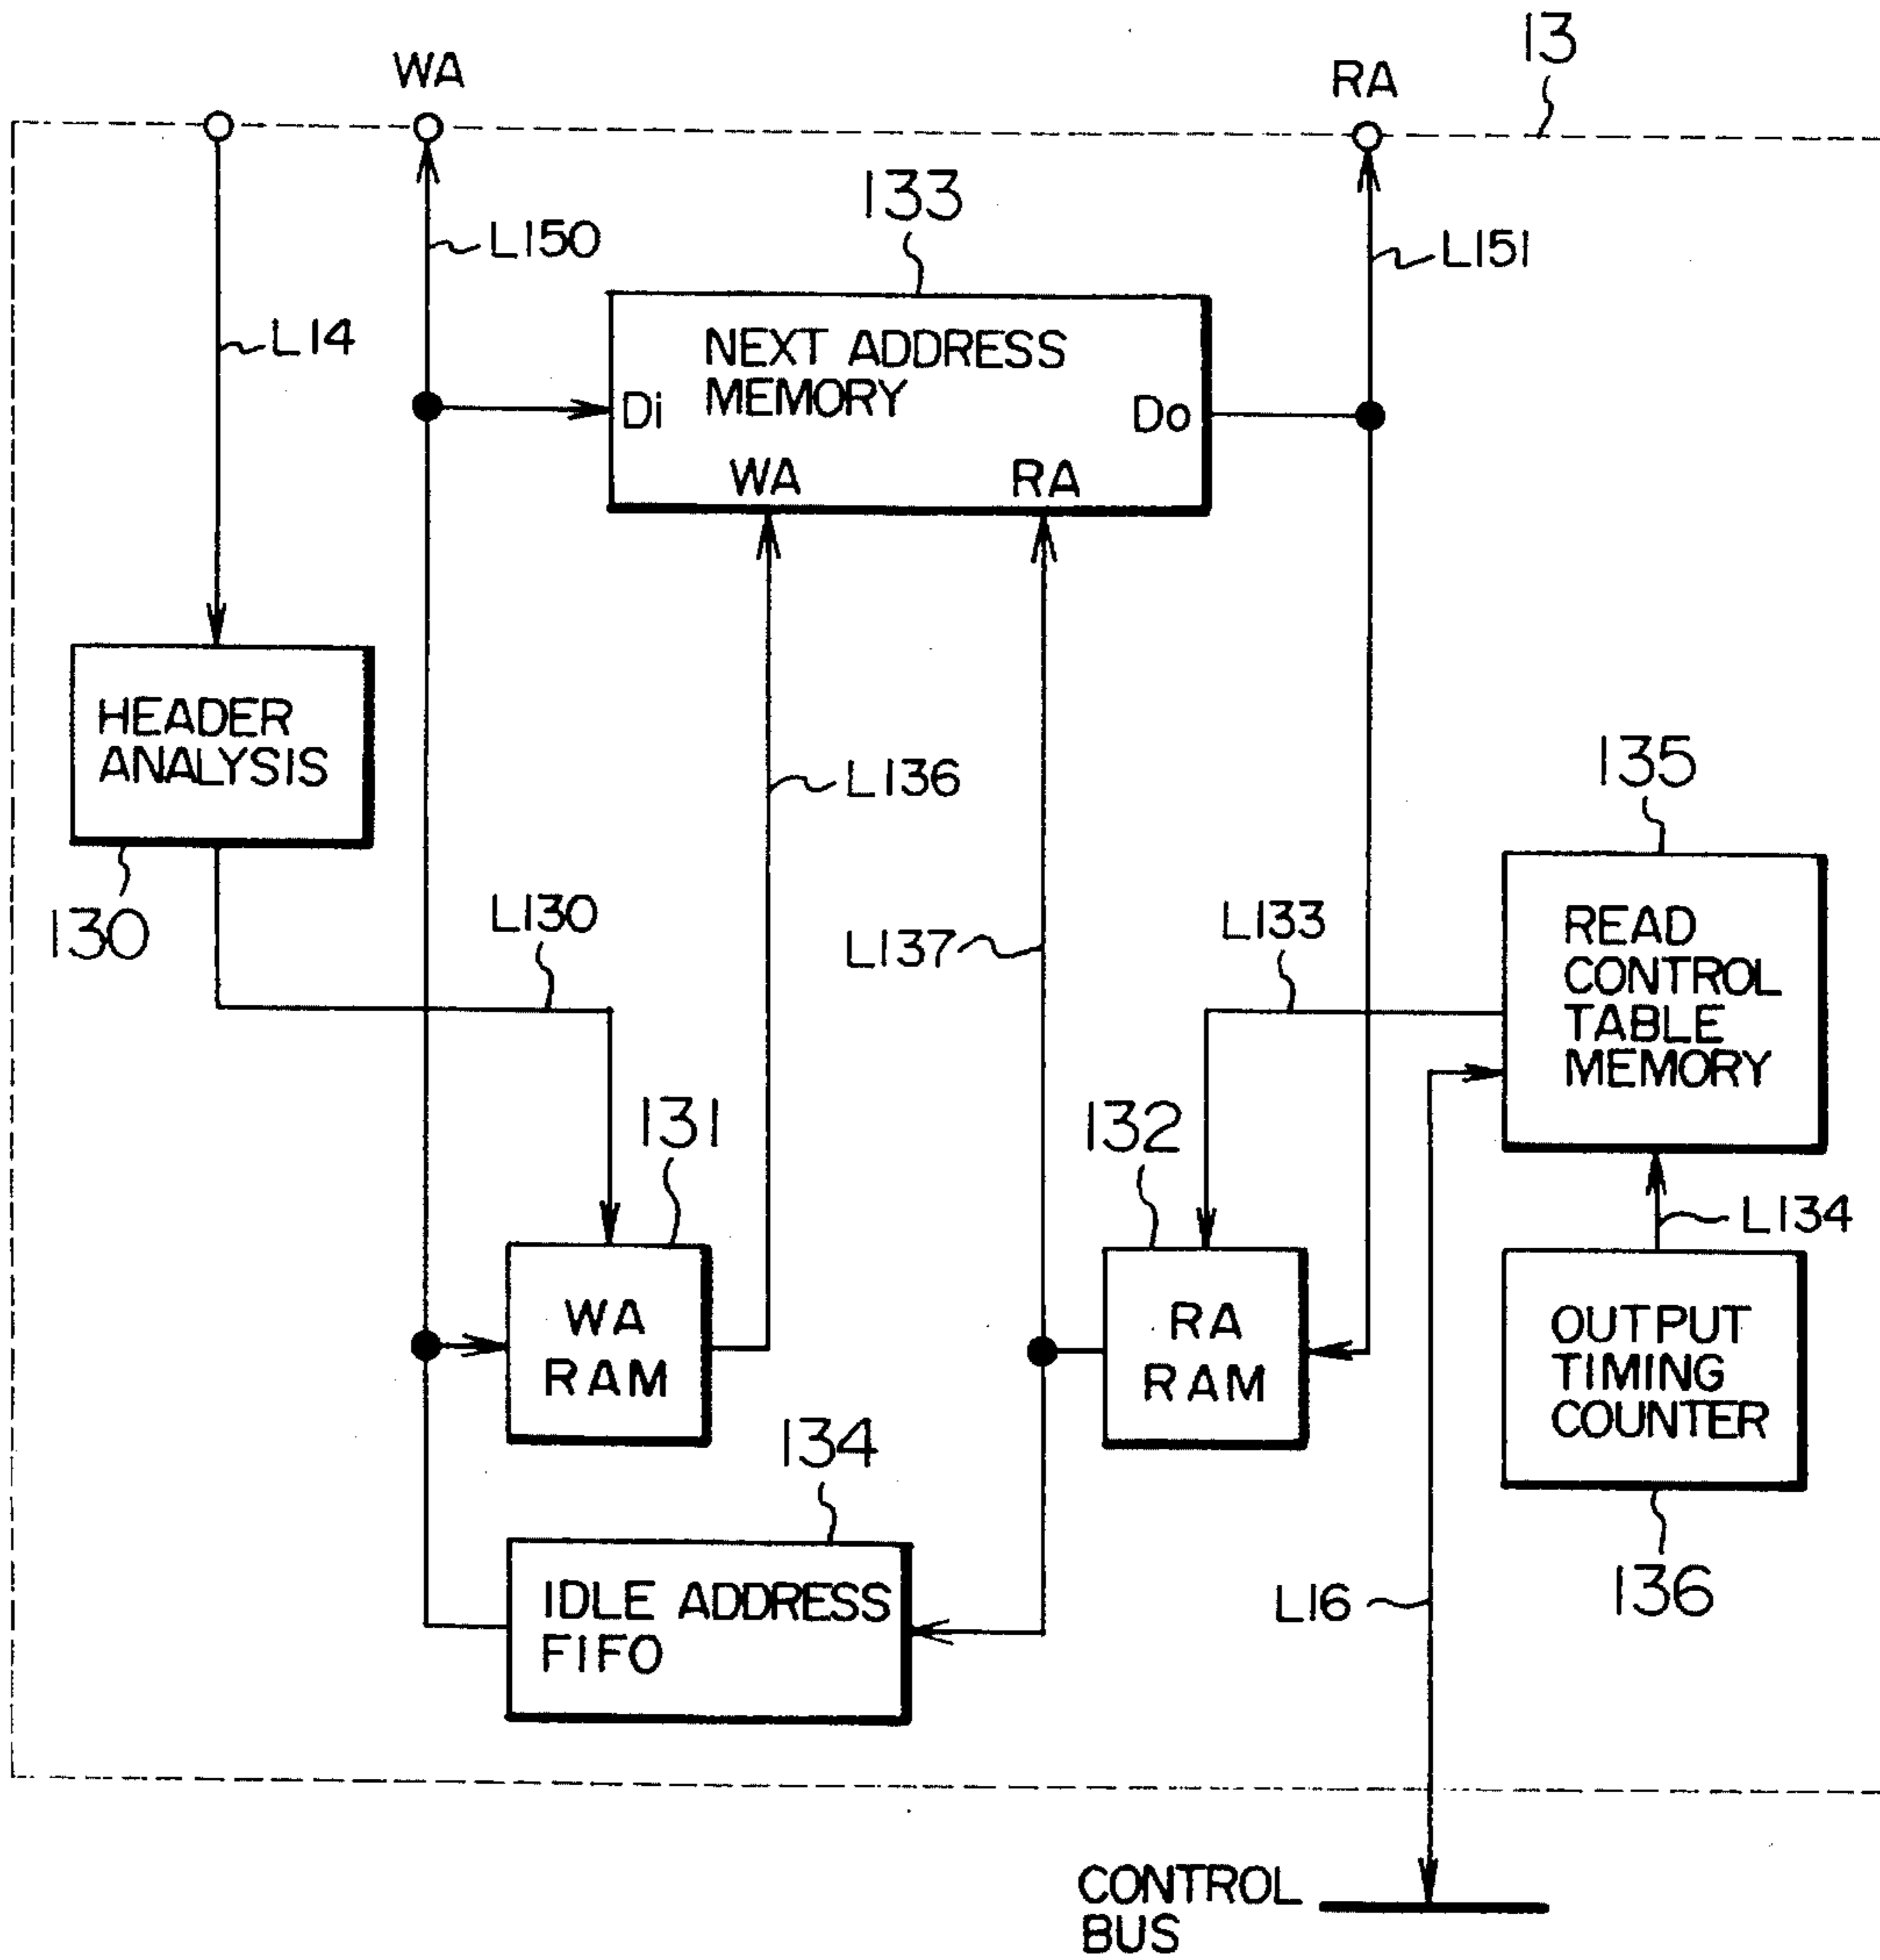 13
WA
RA
133
L150
L151
L14
NEXT ADDRESS
MEMORY
Di
Do
WA
RA
HEADER
ANALYSIS
L136
135
130
L130
L137
L133
READ
CONTROL
TABLE
MEMORY
131
132
L134
WA
RAM
RA
RAM
OUTPUT
TIMING
COUNTER
134
IDLE ADDRESS
FIFO
L16
136
CONTROL
BUS